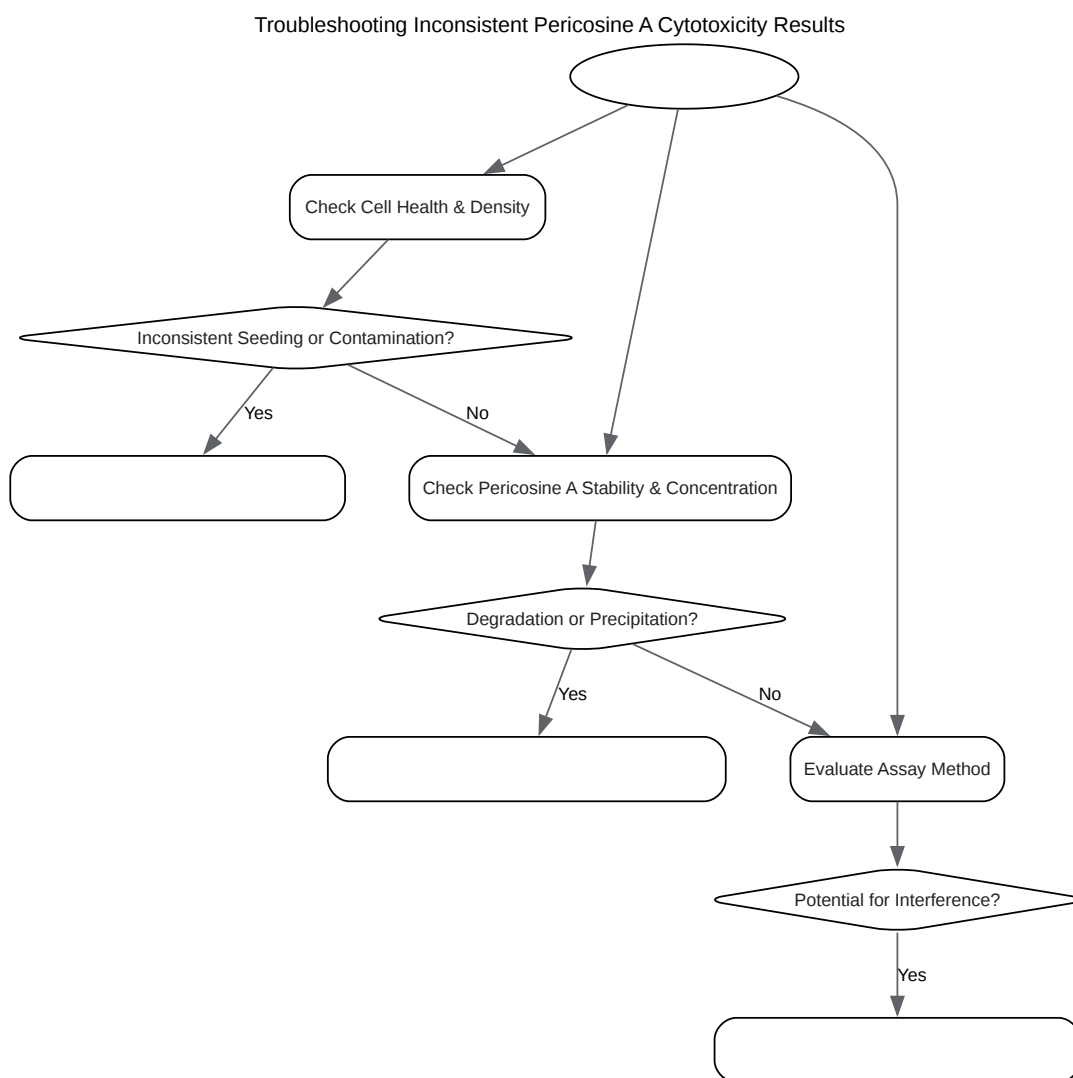 Troubleshooting Inconsistent Pericosine A Cytotoxicity Results
Check Cell Health & Density
Inconsistent Seeding or Contamination?
Yes
No
Check Pericosine A Stability & Concentration
Degradation or Precipitation?
Yes
No
Evaluate Assay Method
Potential for Interference?
Yes